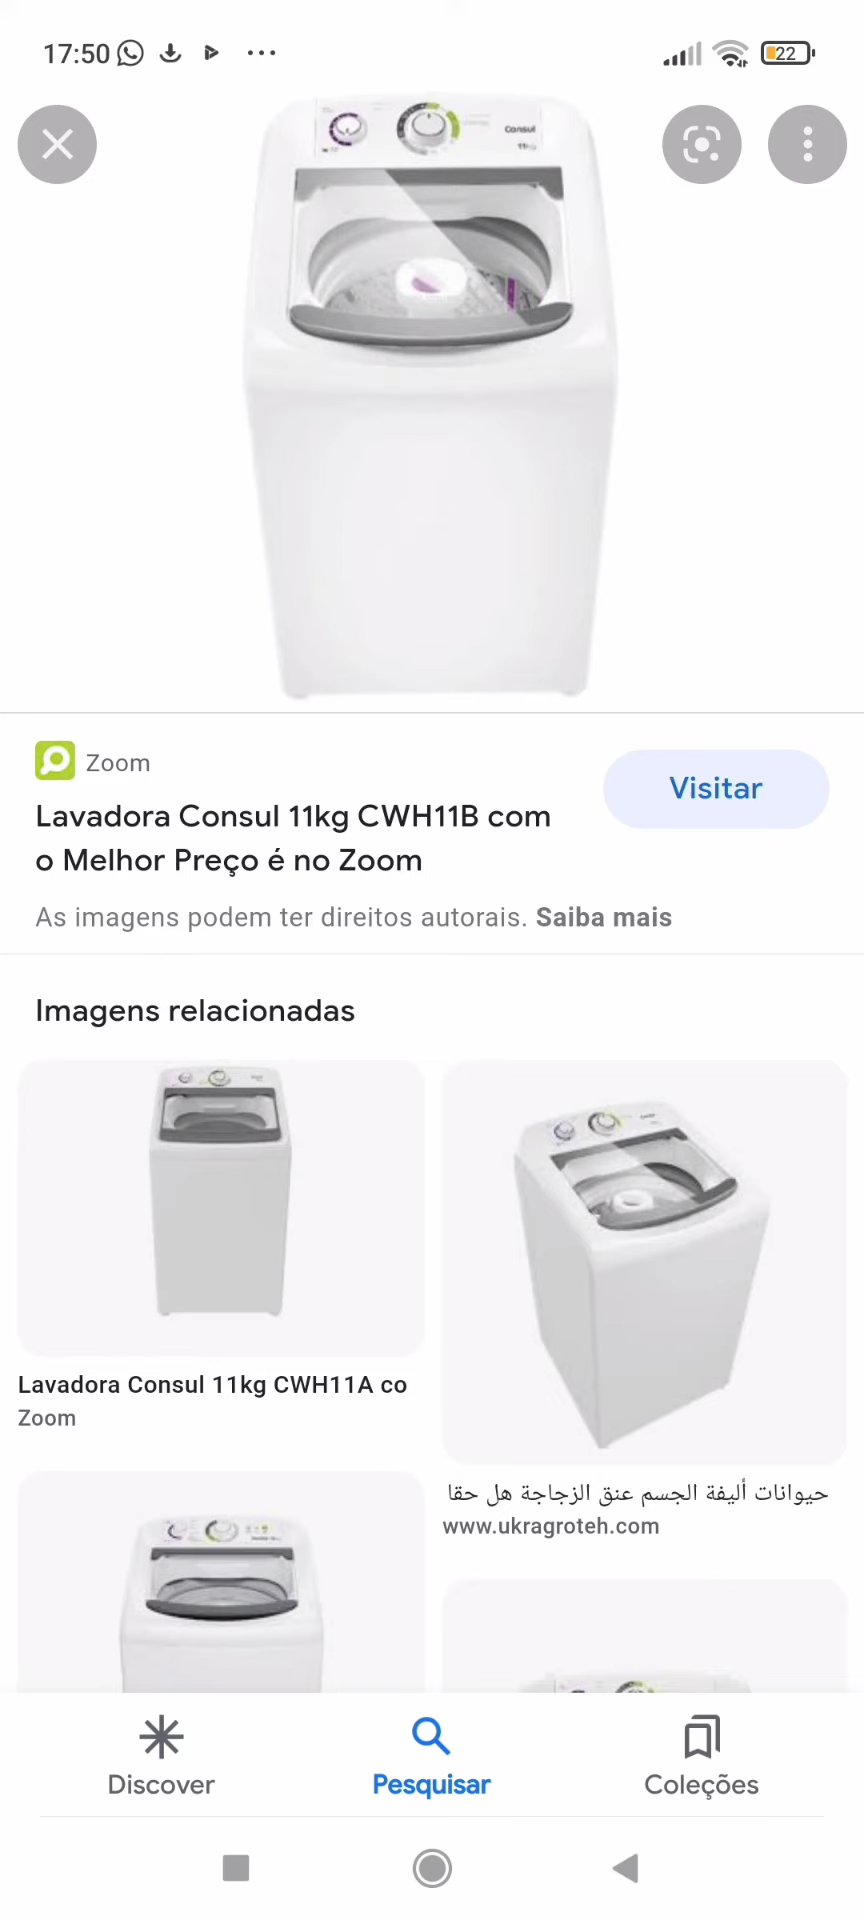 17:50
22
Consul
11kg
Zoom
Lavadora Consul 11kg CWH11B com
o Melhor Preço é no Zoom
Visitar
As imagens podem ter direitos autorais. Saiba mais
Imagens relacionadas
Lavadora Consul 11kg CWH11A co
Zoom
حيوانات أليفة الجسم عنق الزجاجة هل حقا
www.ukragroteh.com
Discover
Pesquisar
Coleções